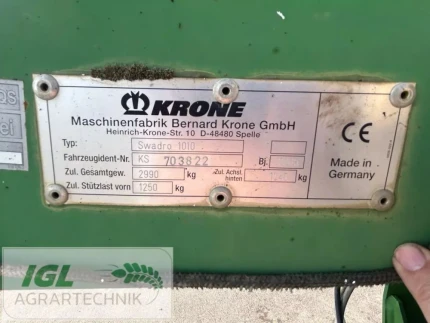 KRONE
Maschinenfabrik Bernard Krone GmbH
Heinrich-Krone-Str. 10 D-48480 Spelle
Typ: Swadro 1010
Fahrzeugident-Nr. KS 703822 Bj.
Zul. Gesamtgew. 2990 kg Zul. Achsl. hinten kg
Zul. Stützlast vorn 1250 kg
CE
Made in
Germany
IGL
AGRARTECHNIK